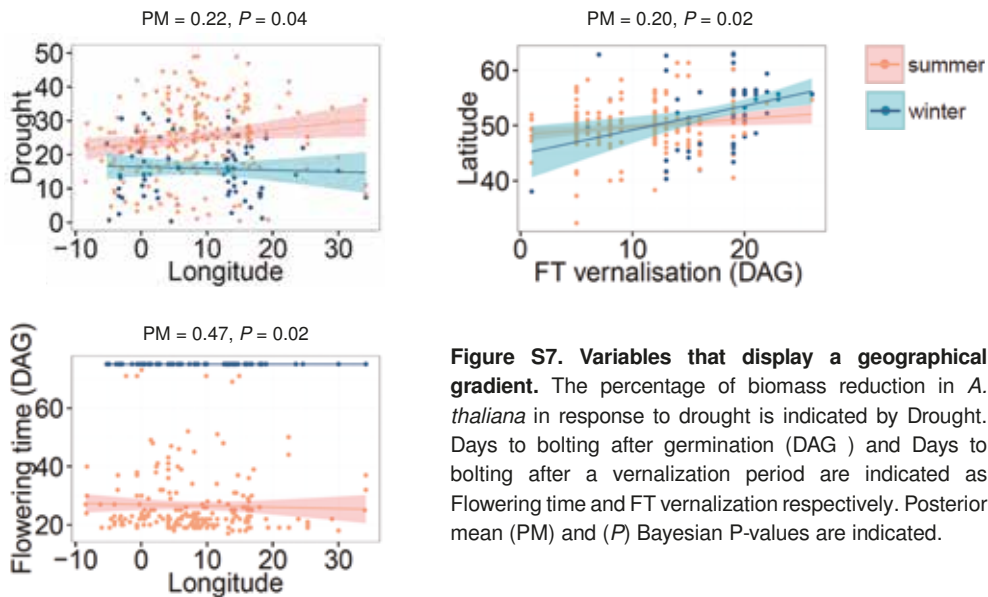 PM = 0.22, P = 0.04
50
40
30
20
10
0
Drought
−10 0 10 20 30
Longitude
PM = 0.20, P = 0.02
60
50
40
Latitude
0 10 20
FT vernalisation (DAG)
summer
winter
PM = 0.47, P = 0.02
60
40
20
Flowering time (DAG)
−10 0 10 20 30
Longitude
Figure S7. Variables that display a geographical
gradient. The percentage of biomass reduction in A.
thaliana in response to drought is indicated by Drought.
Days to bolting after germination (DAG ) and Days to
bolting after a vernalization period are indicated as
Flowering time and FT vernalization respectively. Posterior
mean (PM) and (P) Bayesian P-values are indicated.